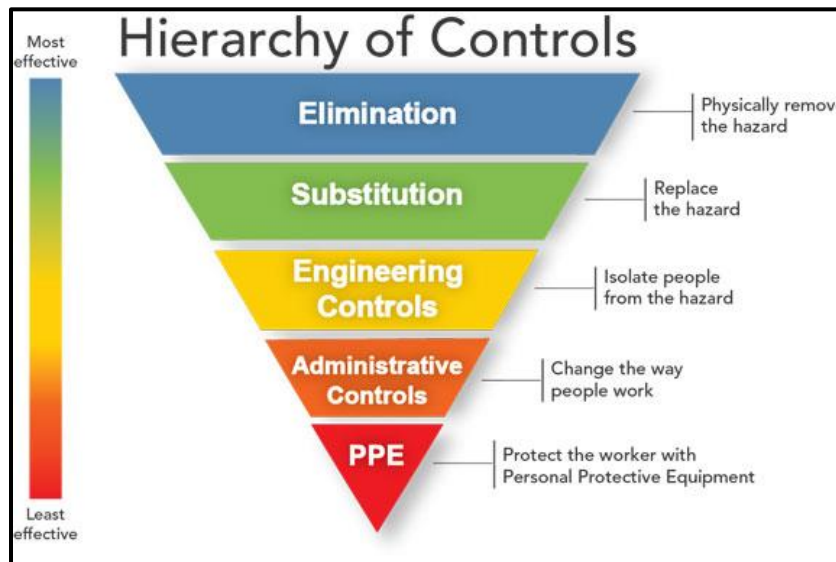 Hierarchy of Controls
Most
effective
Elimination
Physically remov
the hazard
Substitution
Replace
the hazard
Engineering
Controls
Isolate people
from the hazard
Administrative
Controls
Change the way
people work
PPE
Protect the worker with
Personal Protective Equipment
Least
effective